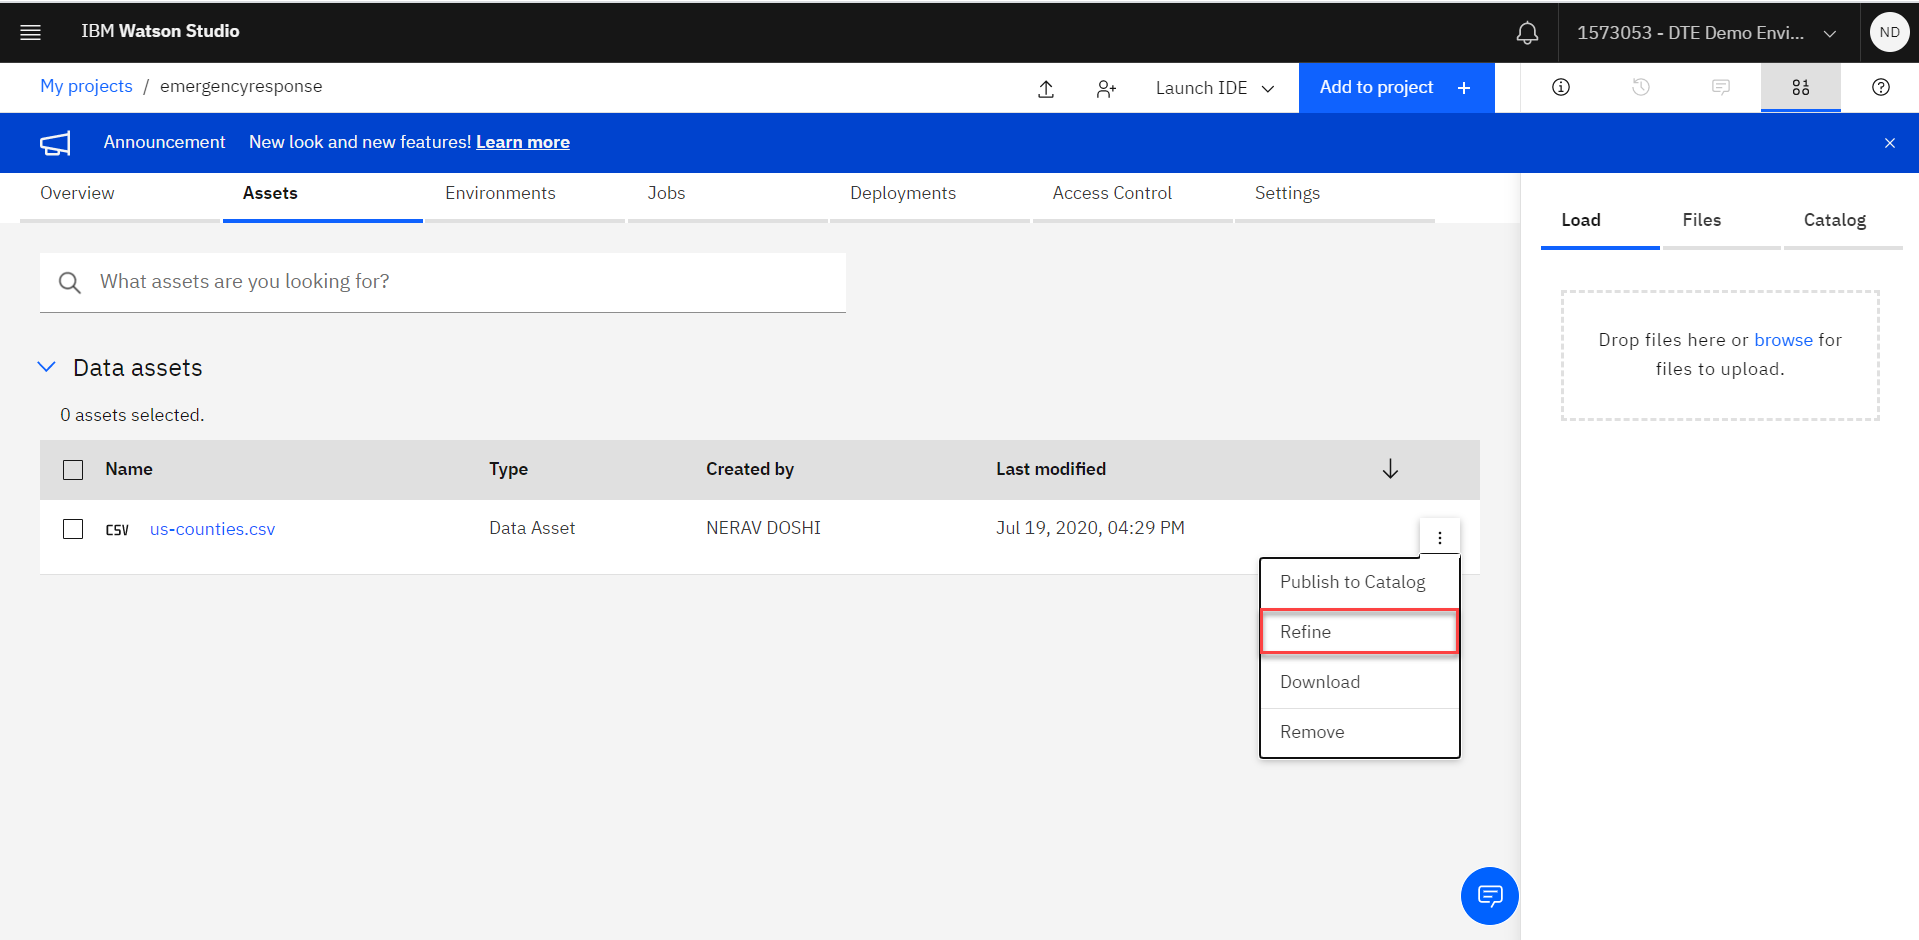 IBM Watson Studio
1573053 - DTE Demo Envi...
ND
My projects / emergencyresponse
Launch IDE
Add to project +
Announcement New look and new features! Learn more
Overview
Assets
Environments
Jobs
Deployments
Access Control
Settings
Load
Files
Catalog
What assets are you looking for?
Drop files here or browse for
files to upload.
Data assets
0 assets selected.
Name Type Created by Last modified
CSV us-counties.csv Data Asset NERAV DOSHI Jul 19, 2020, 04:29 PM
Publish to Catalog
Refine
Download
Remove